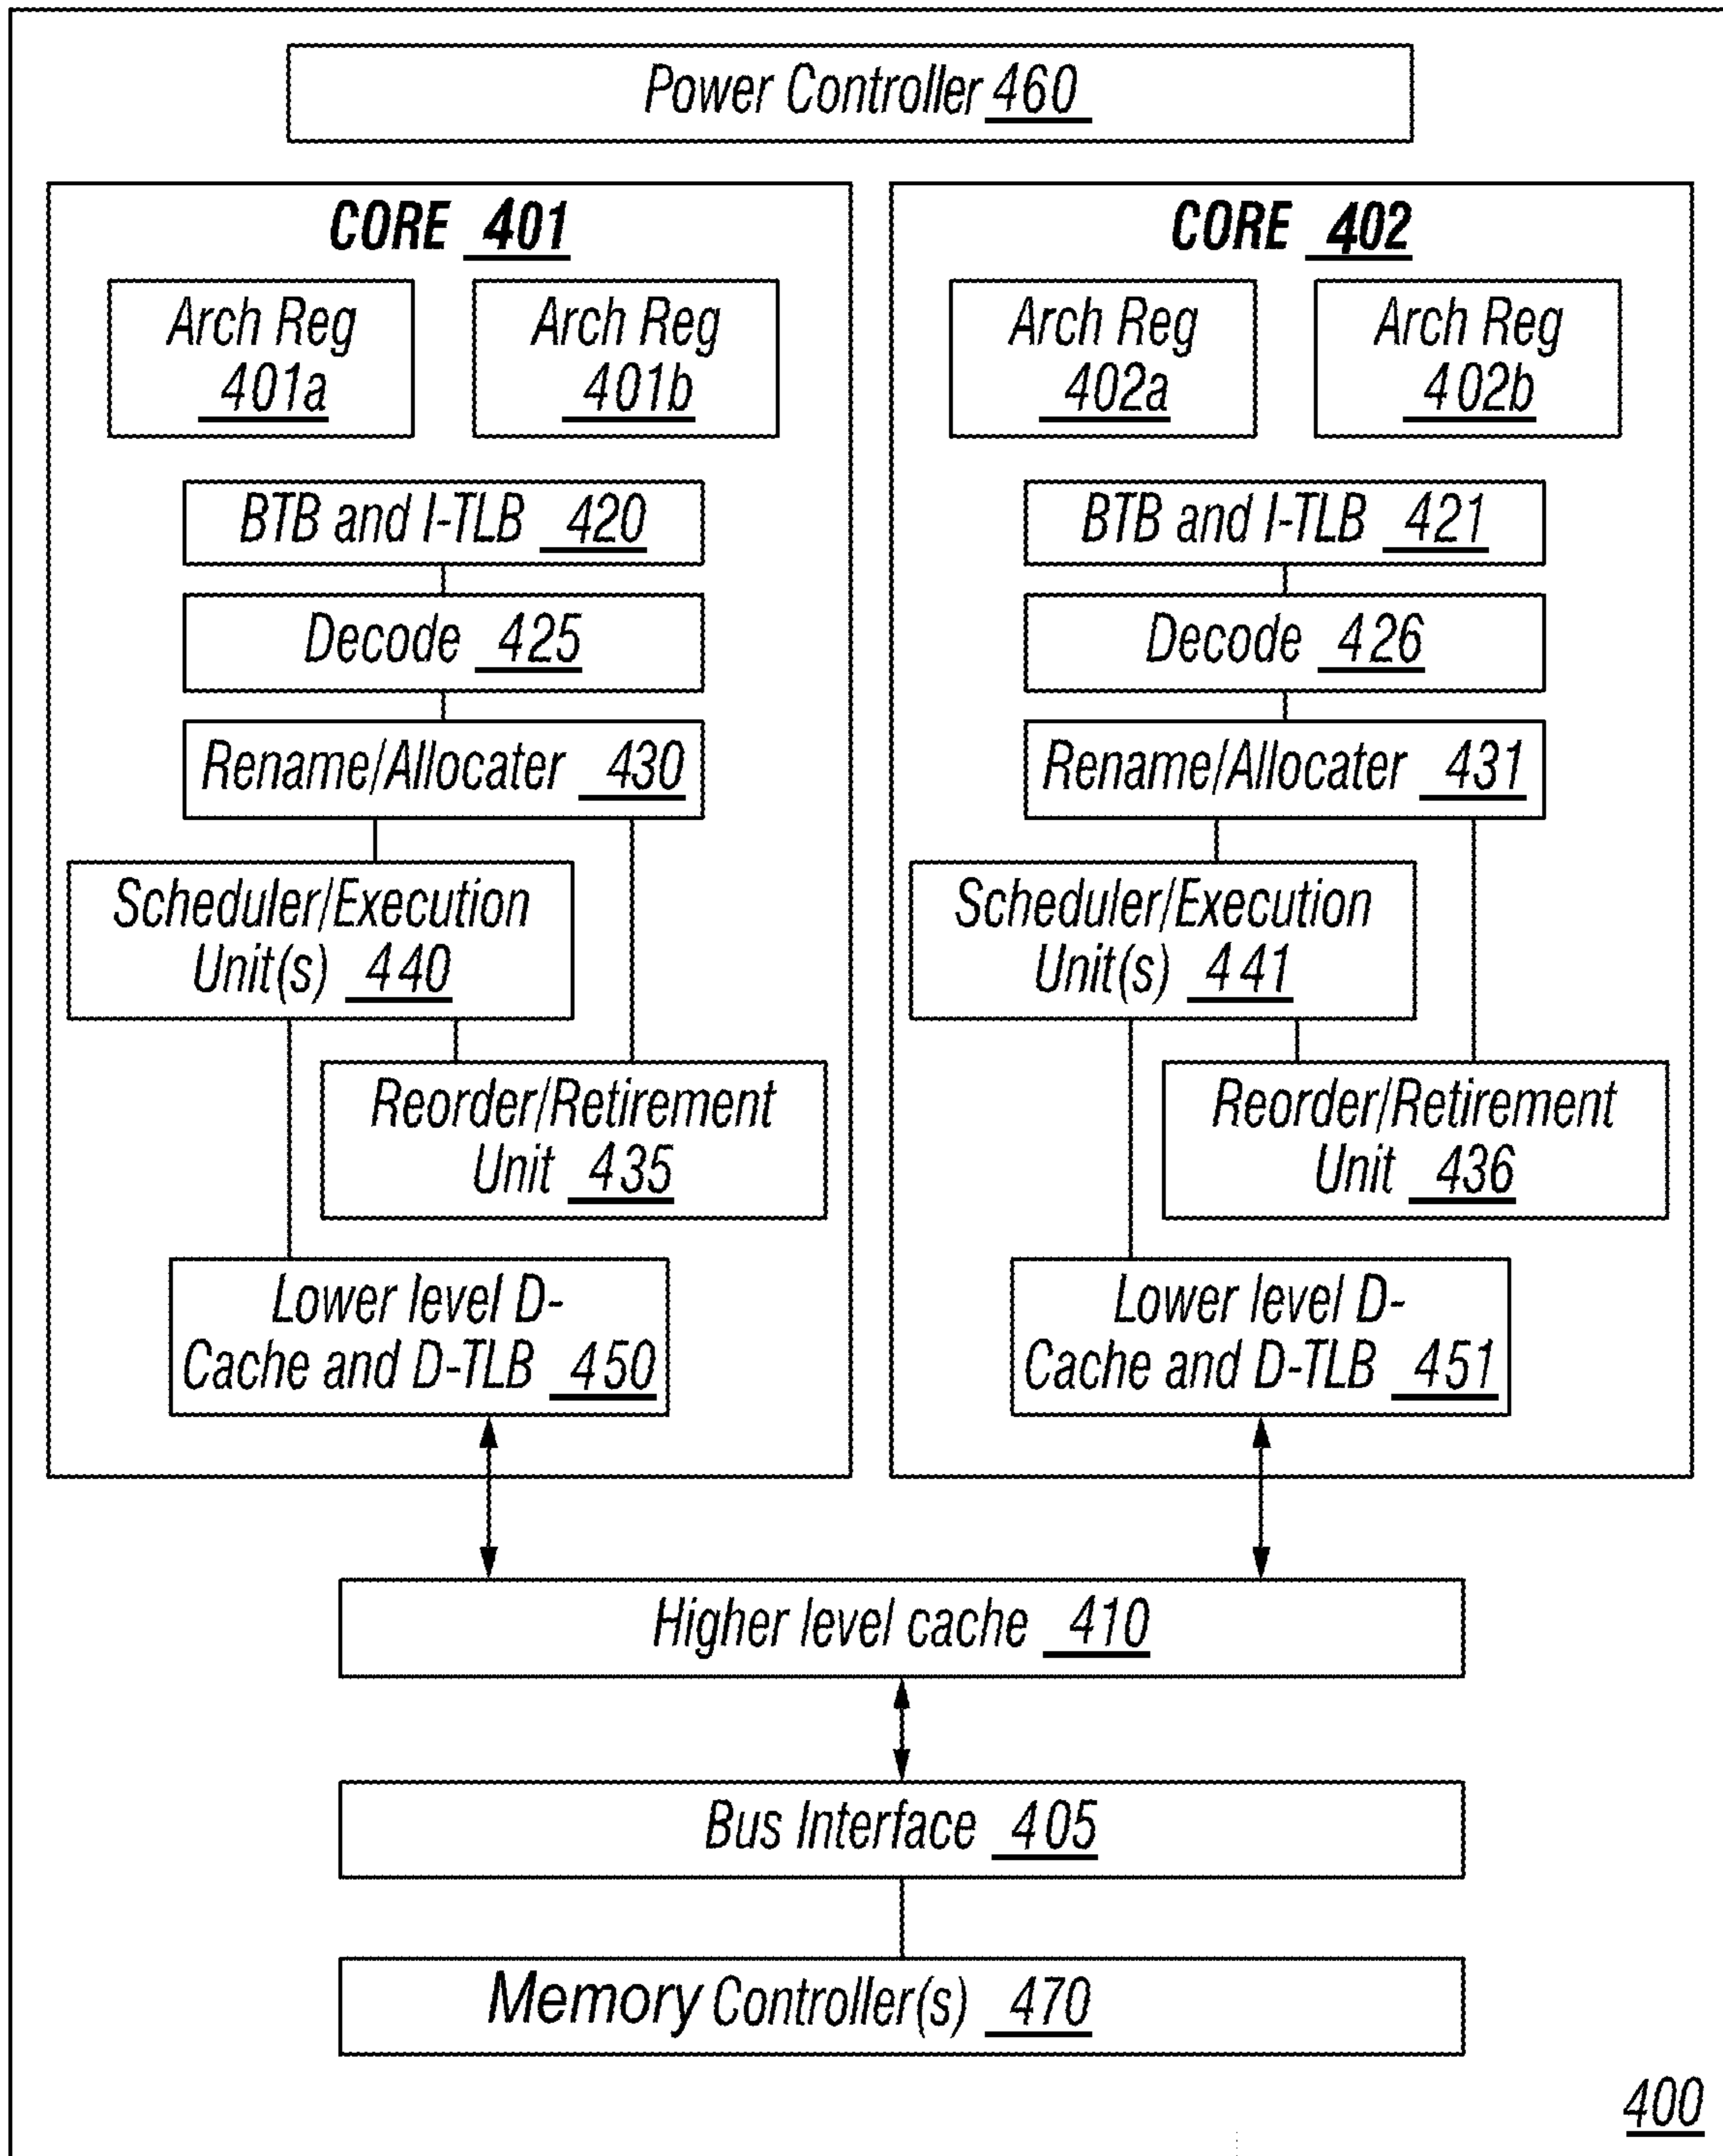 Power Controller 460
CORE 401
Arch Reg
401a
Arch Reg
401b
BTB and I-TLB 420
Decode 425
Rename/Allocater 430
Scheduler/Execution
Unit(s) 440
Reorder/Retirement
Unit 435
Lower level D-
Cache and D-TLB 450
CORE 402
Arch Reg
402a
Arch Reg
402b
BTB and I-TLB 421
Decode 426
Rename/Allocater 431
Scheduler/Execution
Unit(s) 441
Reorder/Retirement
Unit 436
Lower level D-
Cache and D-TLB 451
Higher level cache 410
Bus Interface 405
Memory Controller(s) 470
400